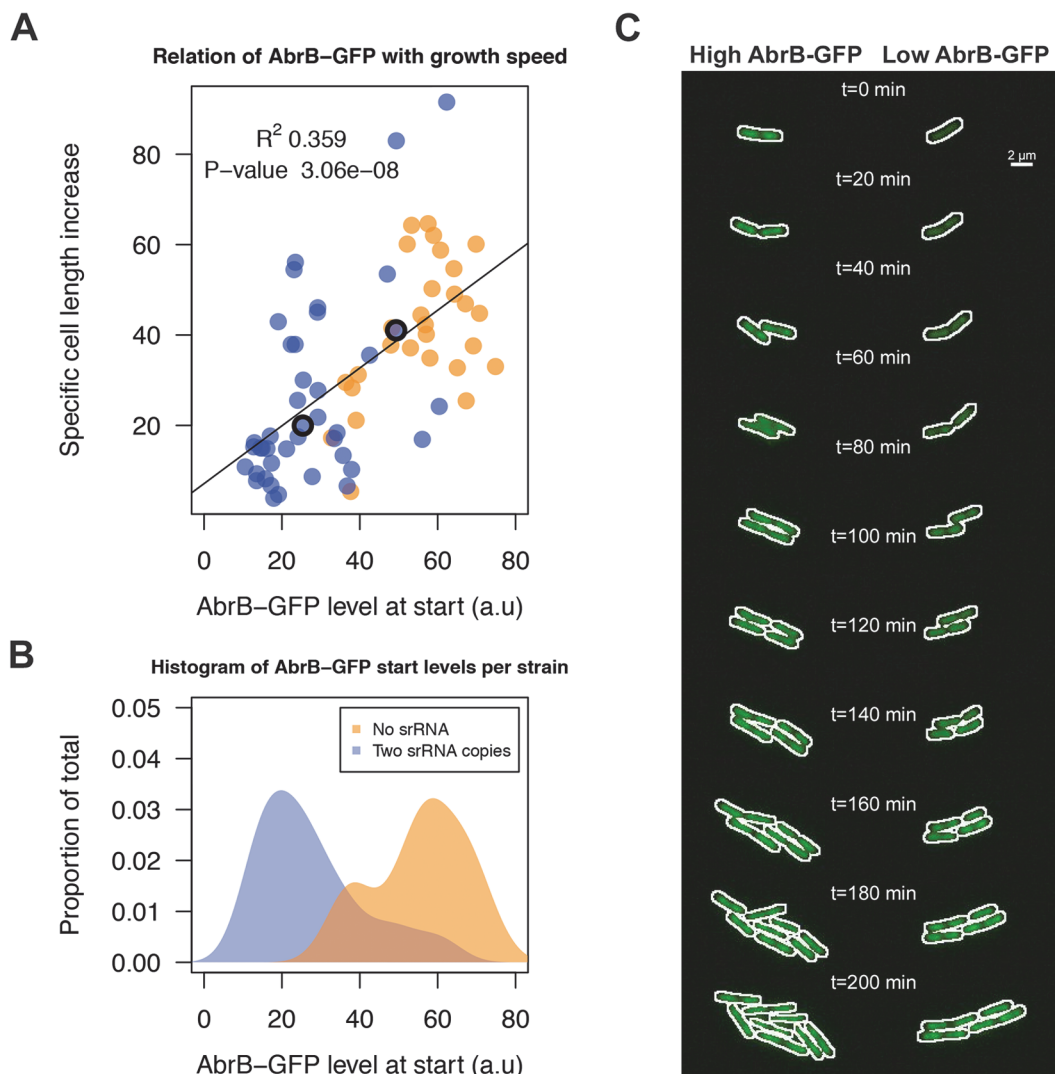 A
Relation of AbrB–GFP with growth speed
R² 0.359
P–value 3.06e–08
80
60
40
20
Specific cell length increase
0 20 40 60 80
AbrB–GFP level at start (a.u)
B
Histogram of AbrB–GFP start levels per strain
No srRNA
Two srRNA copies
0.05
0.04
0.03
0.02
0.01
0.00
Proportion of total
0 20 40 60 80
AbrB–GFP level at start (a.u)
C
High AbrB-GFP Low AbrB-GFP
t=0 min
2 µm
t=20 min
t=40 min
t=60 min
t=80 min
t=100 min
t=120 min
t=140 min
t=160 min
t=180 min
t=200 min